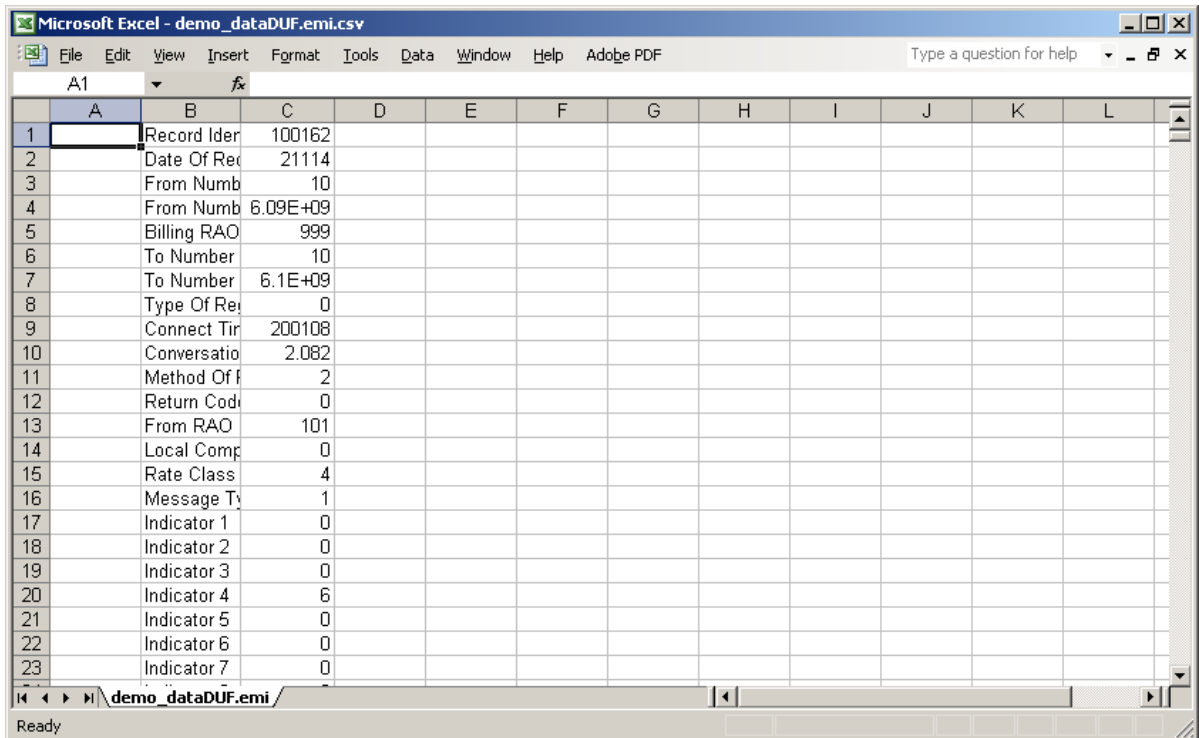 Microsoft Excel - demo_dataDUF.emi.csv
File Edit View Insert Format Tools Data Window Help Adobe PDF Type a question for help
A1 fx
A B C D E F G H I J K L
1 Record Iden 100162
2 Date Of Rec 21114
3 From Numb 10
4 From Numb 6.09E+09
5 Billing RAO 999
6 To Number 10
7 To Number 6.1E+09
8 Type Of Re 0
9 Connect Tir 200108
10 Conversatio 2.082
11 Method Of 2
12 Return Cod 0
13 From RAO 101
14 Local Comp 0
15 Rate Class 4
16 Message Ty 1
17 Indicator 1 0
18 Indicator 2 0
19 Indicator 3 0
20 Indicator 4 6
21 Indicator 5 0
22 Indicator 6 0
23 Indicator 7 0
demo_dataDUF.emi
Ready